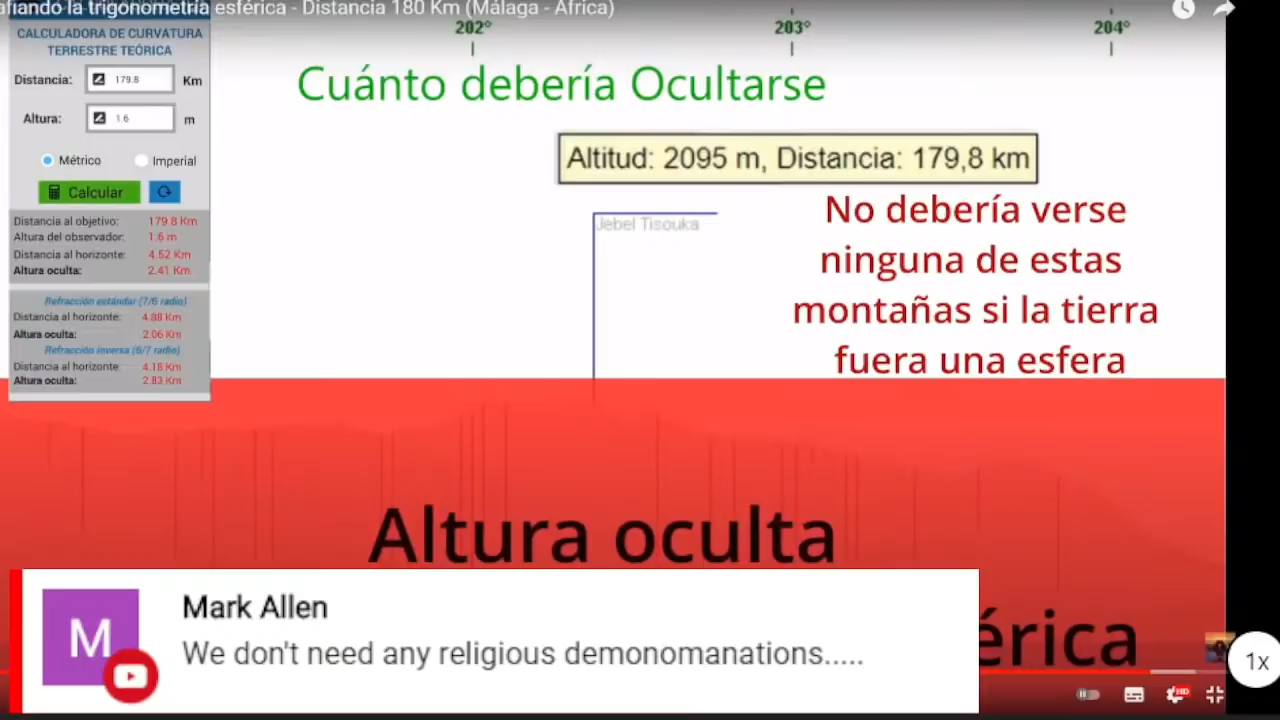 afiando la trigonometría esférica - Distancia 180 Km (Málaga - Africa)
CALCULADORA DE CURVATURA
TERRESTRE TEÓRICA
Distancia: 179.8 Km
Altura: 1.6 m
Métrico Imperial
Calcular
Distancia al objetivo: 179.8 Km
Altura del observador: 1.6 m
Distancia al horizonte: 4.52 Km
Altura oculta: 2.41 Km
Refracción estándar (7/6 radio)
Distancia al horizonte: 4.88 Km
Altura oculta: 2.06 Km
Refracción inversa (6/7 radio)
Distancia al horizonte: 4.18 Km
Altura oculta: 2.83 Km
202° 203° 204°
Cuánto debería Ocultarse
Altitud: 2095 m, Distancia: 179,8 km
Jebel Tisouka
No debería verse
ninguna de estas
montañas si la tierra
fuera una esfera
Altura oculta
érica
M
Mark Allen
We don't need any religious demonomanations.....
HD
1x